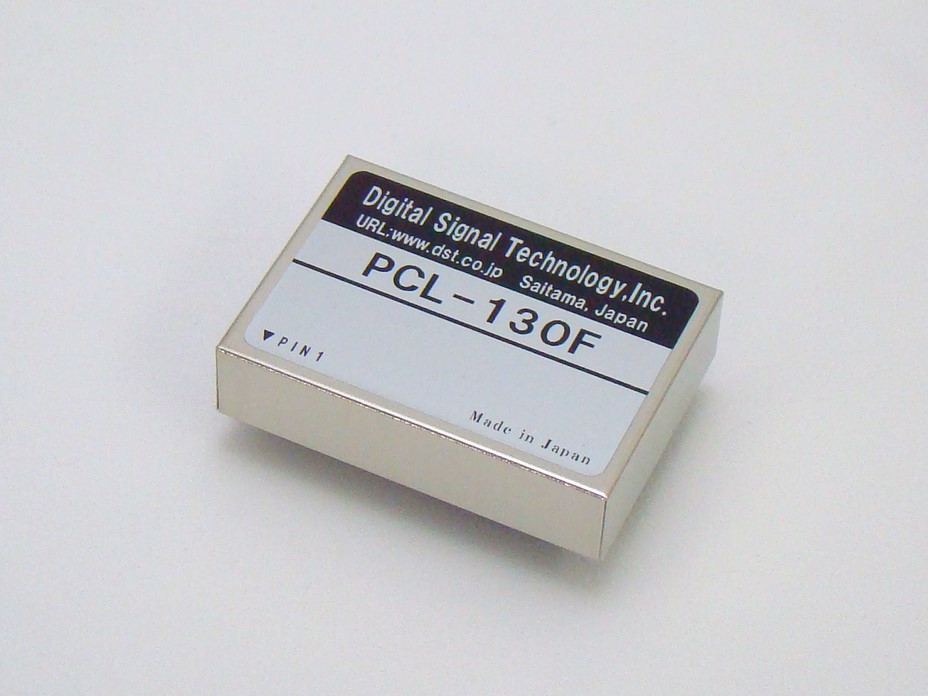 Digital Signal Technology,Inc.
URL:www.dst.co.jp Saitama, Japan
PCL-130F
▼PIN1
Made in Japan